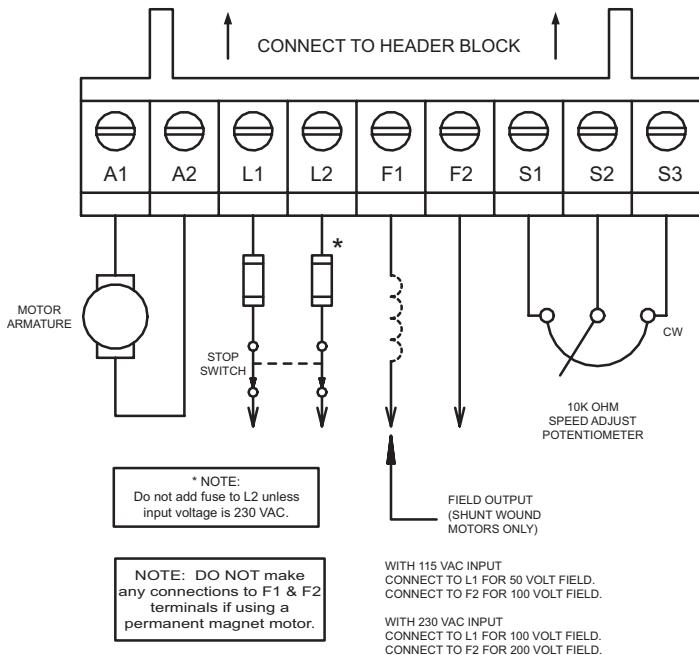 CONNECT TO HEADER BLOCK
A1 A2 L1 L2 F1 F2 S1 S2 S3
*
MOTOR
ARMATURE
STOP
SWITCH
CW
10K OHM
SPEED ADJUST
POTENTIOMETER
* NOTE:
Do not add fuse to L2 unless
input voltage is 230 VAC.
FIELD OUTPUT
(SHUNT WOUND
MOTORS ONLY)
NOTE: DO NOT make
any connections to F1 & F2
terminals if using a
permanent magnet motor.
WITH 115 VAC INPUT
CONNECT TO L1 FOR 50 VOLT FIELD.
CONNECT TO F2 FOR 100 VOLT FIELD.
WITH 230 VAC INPUT
CONNECT TO L1 FOR 100 VOLT FIELD.
CONNECT TO F2 FOR 200 VOLT FIELD.